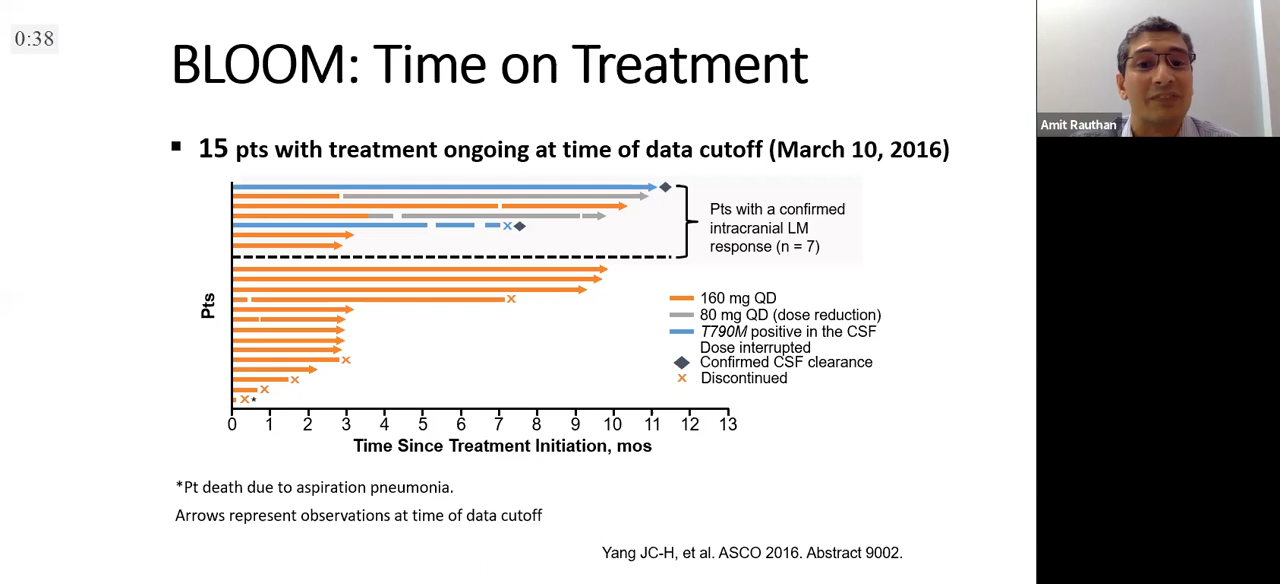 0:38
BLOOM: Time on Treatment
Amit Rauthan
▪ 15 pts with treatment ongoing at time of data cutoff (March 10, 2016)
Pts with a confirmed
intracranial LM
response (n = 7)
Pts
160 mg QD
80 mg QD (dose reduction)
T790M positive in the CSF
Dose interrupted
Confirmed CSF clearance
× Discontinued
*
0 1 2 3 4 5 6 7 8 9 10 11 12 13
Time Since Treatment Initiation, mos
*Pt death due to aspiration pneumonia.
Arrows represent observations at time of data cutoff
Yang JC-H, et al. ASCO 2016. Abstract 9002.